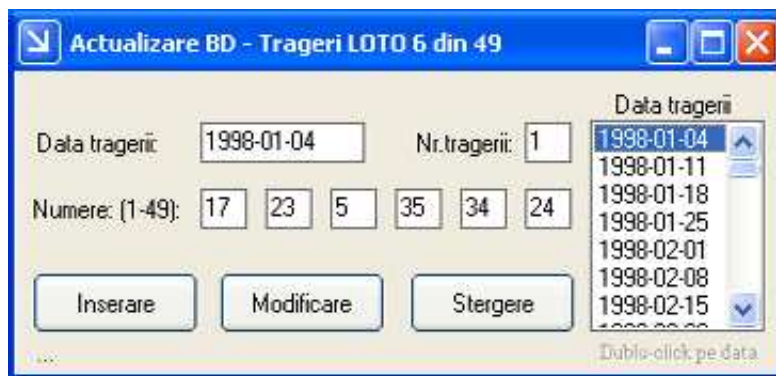 Actualizare BD - Trageri LOTO 6 din 49
Data tragerii
Data tragerii: 1998-01-04 Nr.tragerii: 1
Numere: (1-49): 17 23 5 35 34 24
1998-01-04
1998-01-11
1998-01-18
1998-01-25
1998-02-01
1998-02-08
1998-02-15
Inserare Modificare Stergere
...
Dublu-click pe data